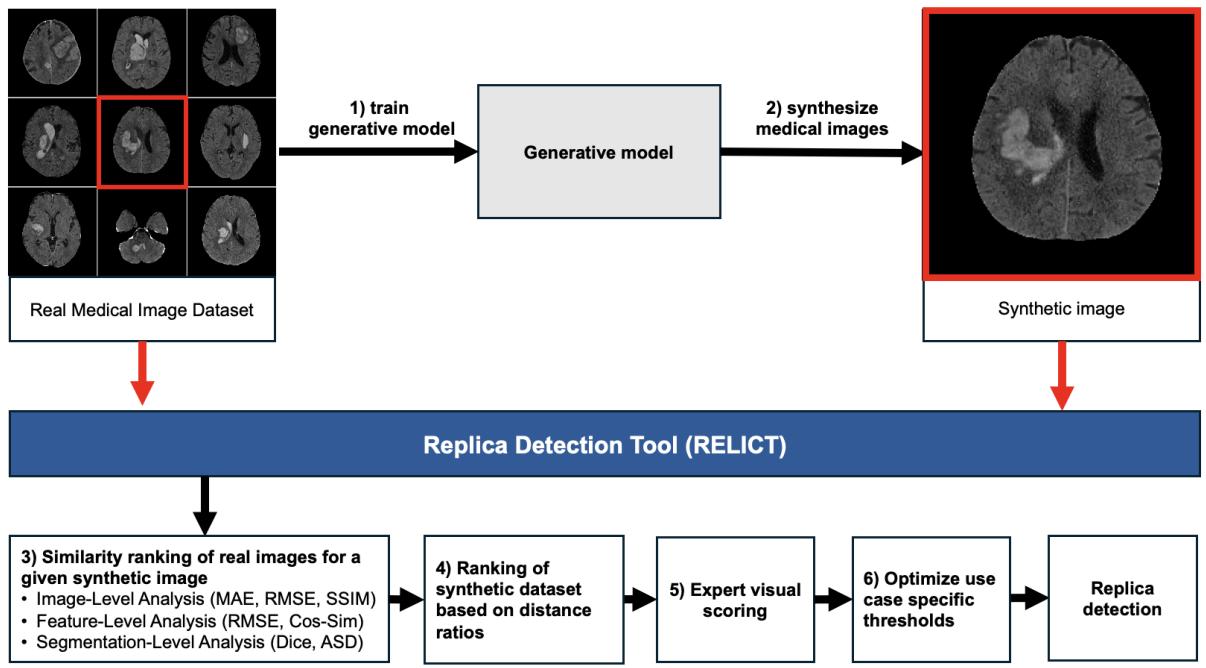 1) train
generative model
2) synthesize
medical images
Generative model
Real Medical Image Dataset
Synthetic image
Replica Detection Tool (RELICT)
3) Similarity ranking of real images for a
given synthetic image
• Image-Level Analysis (MAE, RMSE, SSIM)
• Feature-Level Analysis (RMSE, Cos-Sim)
• Segmentation-Level Analysis (Dice, ASD)
4) Ranking of
synthetic dataset
based on distance
ratios
5) Expert visual
scoring
6) Optimize use
case specific
thresholds
Replica
detection